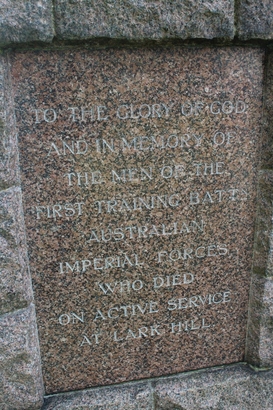 TO THE GLORY OF GOD
AND IN MEMORY OF
THE MEN OF THE
FIRST TRAINING BATT.
AUSTRALIAN
IMPERIAL FORCES,
WHO DIED
ON ACTIVE SERVICE
AT LARK HILL.